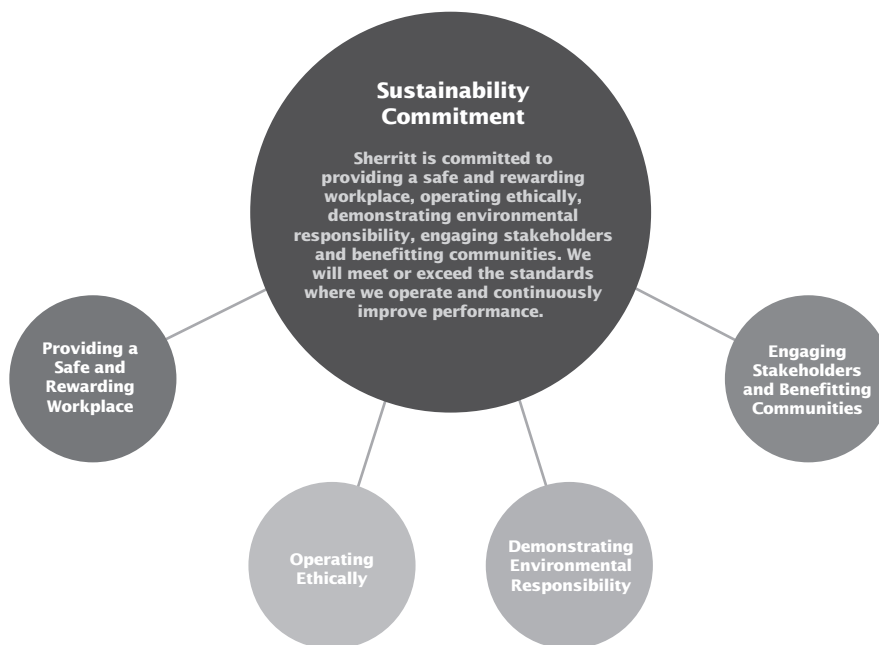 Sustainability
Commitment
Sherritt is committed to
providing a safe and rewarding
workplace, operating ethically,
demonstrating environmental
responsibility, engaging stakeholders
and benefitting communities. We
will meet or exceed the standards
where we operate and continuously
improve performance.
Providing a
Safe and
Rewarding
Workplace
Operating
Ethically
Demonstrating
Environmental
Responsibility
Engaging
Stakeholders
and Benefitting
Communities